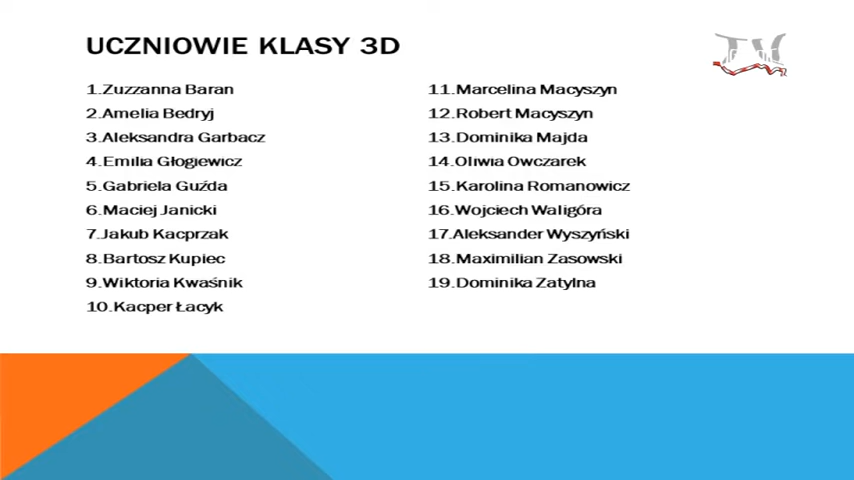 UCZNIOWIE KLASY 3D
1.Zuzzanna Baran
2.Amelia Bedryj
3.Aleksandra Garbacz
4.Emilia Głogiewicz
5.Gabriela Guźda
6.Maciej Janicki
7.Jakub Kacprzak
8.Bartosz Kupiec
9.Wiktoria Kwaśnik
10.Kacper Łacyk
11.Marcelina Macyszyn
12.Robert Macyszyn
13.Dominika Majda
14.Oliwia Owczarek
15.Karolina Romanowicz
16.Wojciech Waligóra
17.Aleksander Wyszyński
18.Maximilian Zasowski
19.Dominika Zatylna